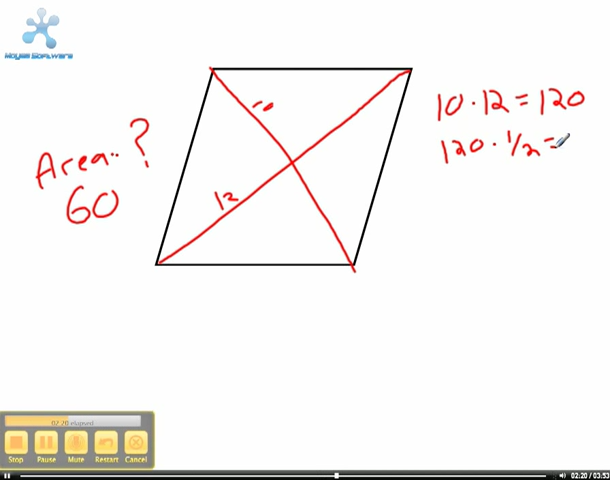 Moyea Software
10
10 · 12 = 120
120 · 1/2 =
Area.. ?
60
12
02:20 elapsed
Stop Pause Mute Restart Cancel
02:20 / 03:53